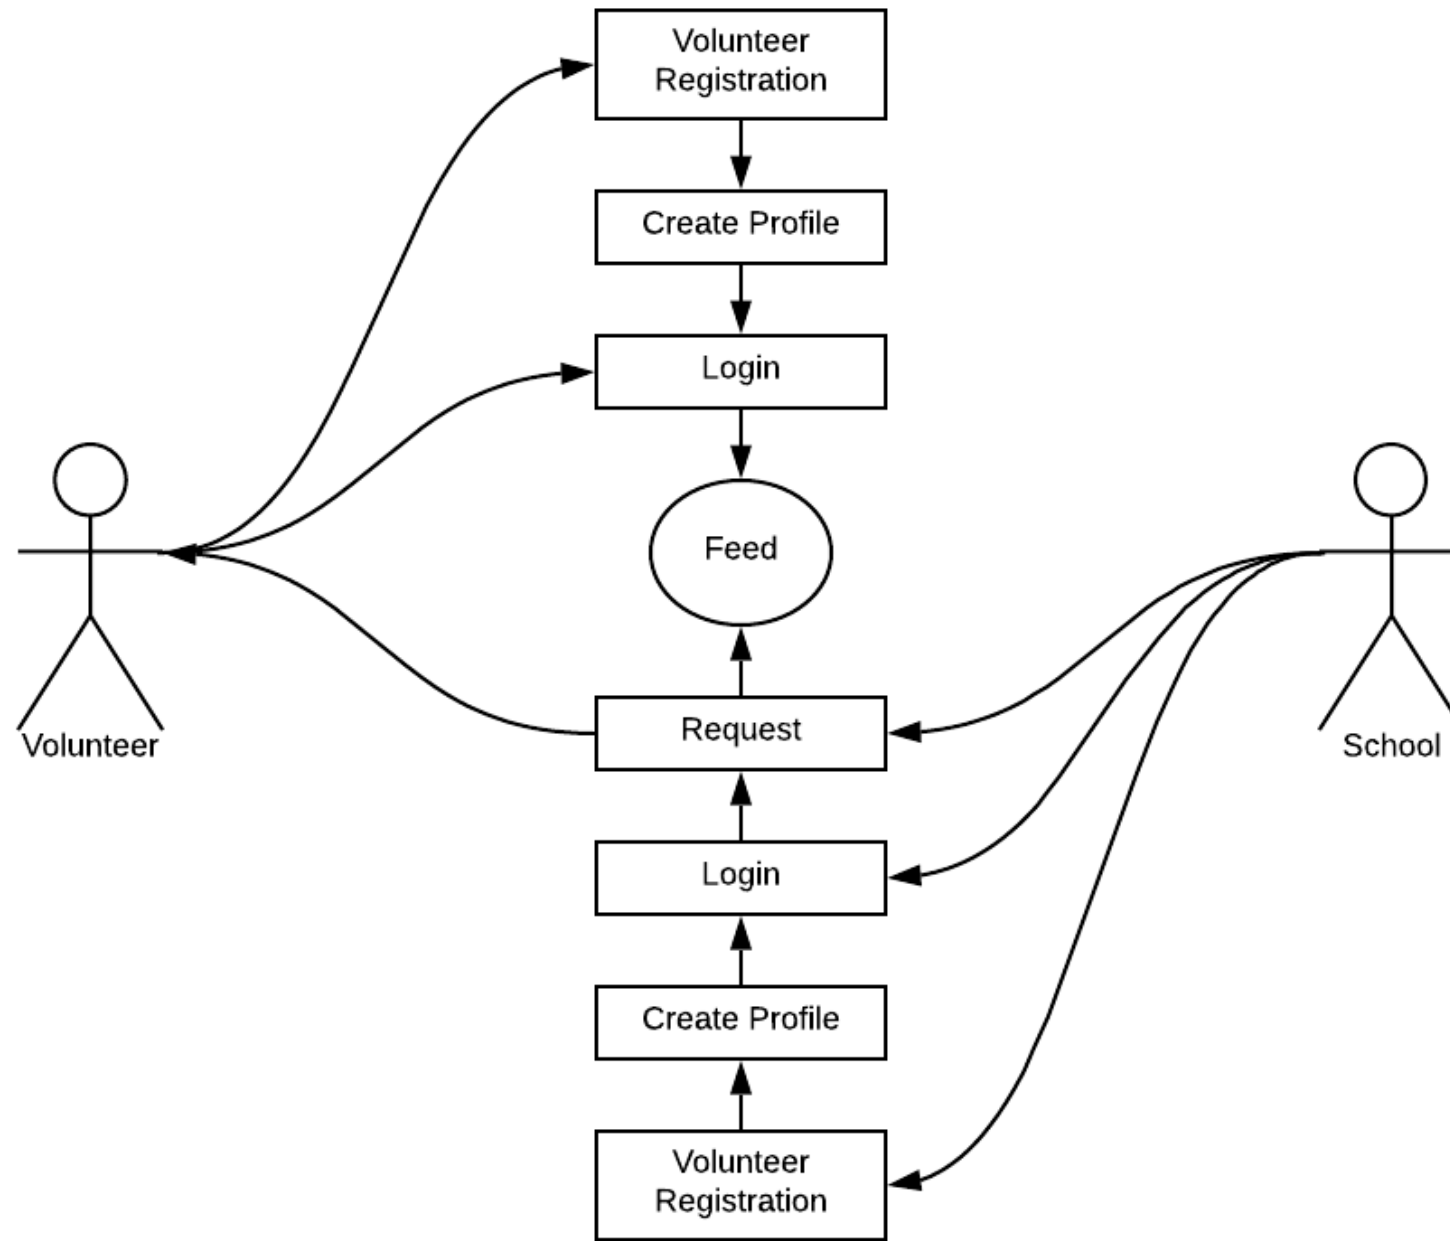 Volunteer
Registration
Create Profile
Login
Feed
Volunteer
School
Request
Login
Create Profile
Volunteer
Registration